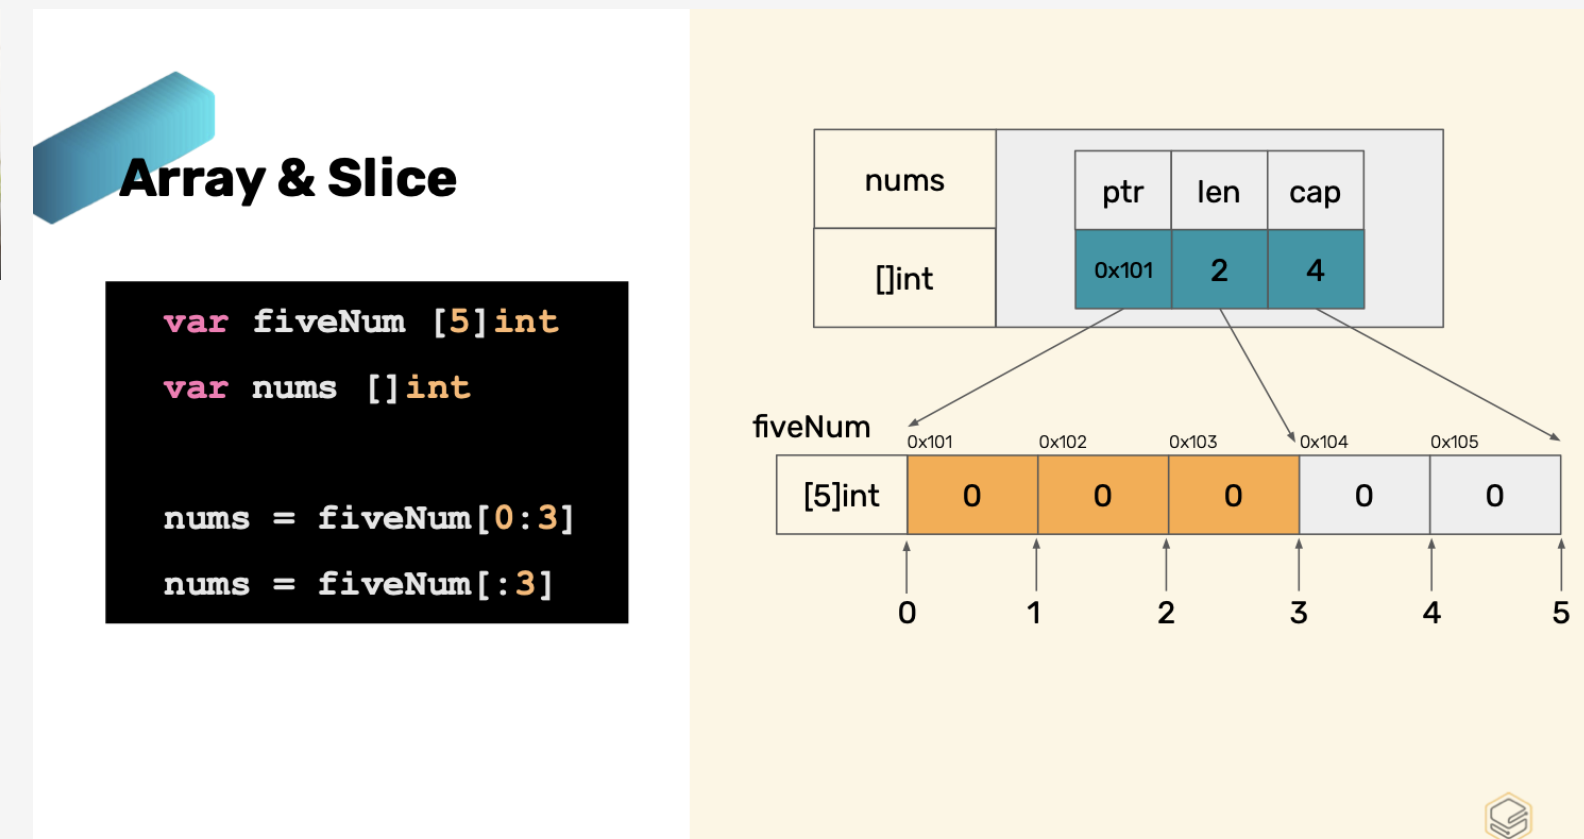 Array & Slice
var fiveNum [5]int
var nums []int
nums = fiveNum[0:3]
nums = fiveNum[:3]
nums
ptr len cap
[]int
0x101 2 4
fiveNum
0x101 0x102 0x103 0x104 0x105
[5]int 0 0 0 0 0
0 1 2 3 4 5